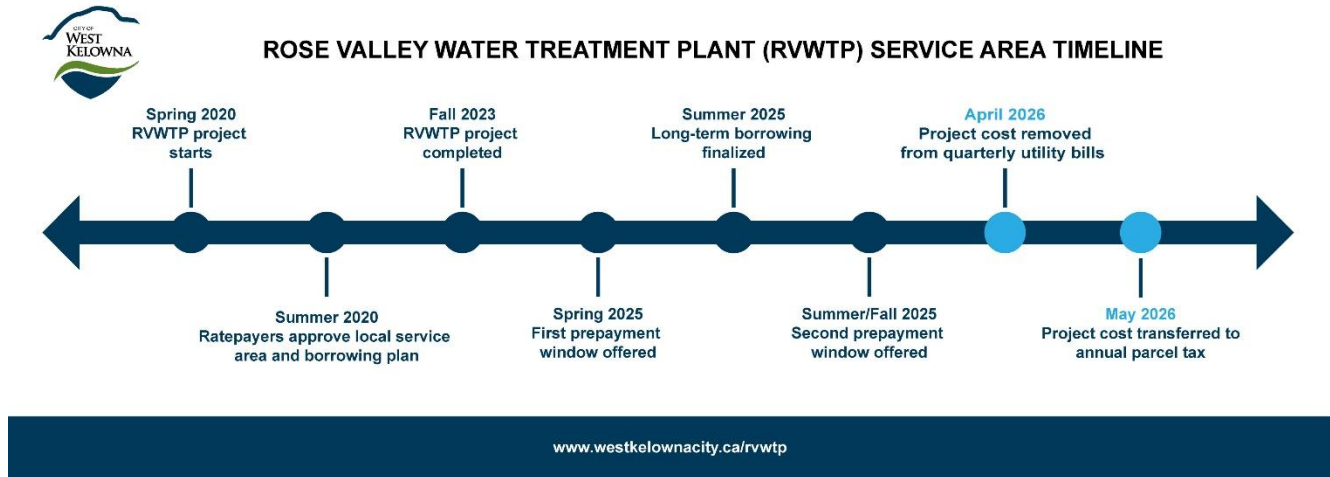 CITY OF
WEST
KELOWNA
ROSE VALLEY WATER TREATMENT PLANT (RVWTP) SERVICE AREA TIMELINE
Spring 2020
RVWTP project
starts
Summer 2020
Ratepayers approve local service
area and borrowing plan
Fall 2023
RVWTP project
completed
Spring 2025
First prepayment
window offered
Summer 2025
Long-term borrowing
finalized
Summer/Fall 2025
Second prepayment
window offered
April 2026
Project cost removed
from quarterly utility bills
May 2026
Project cost transferred to
annual parcel tax
www.westkelownacity.ca/rvwtp